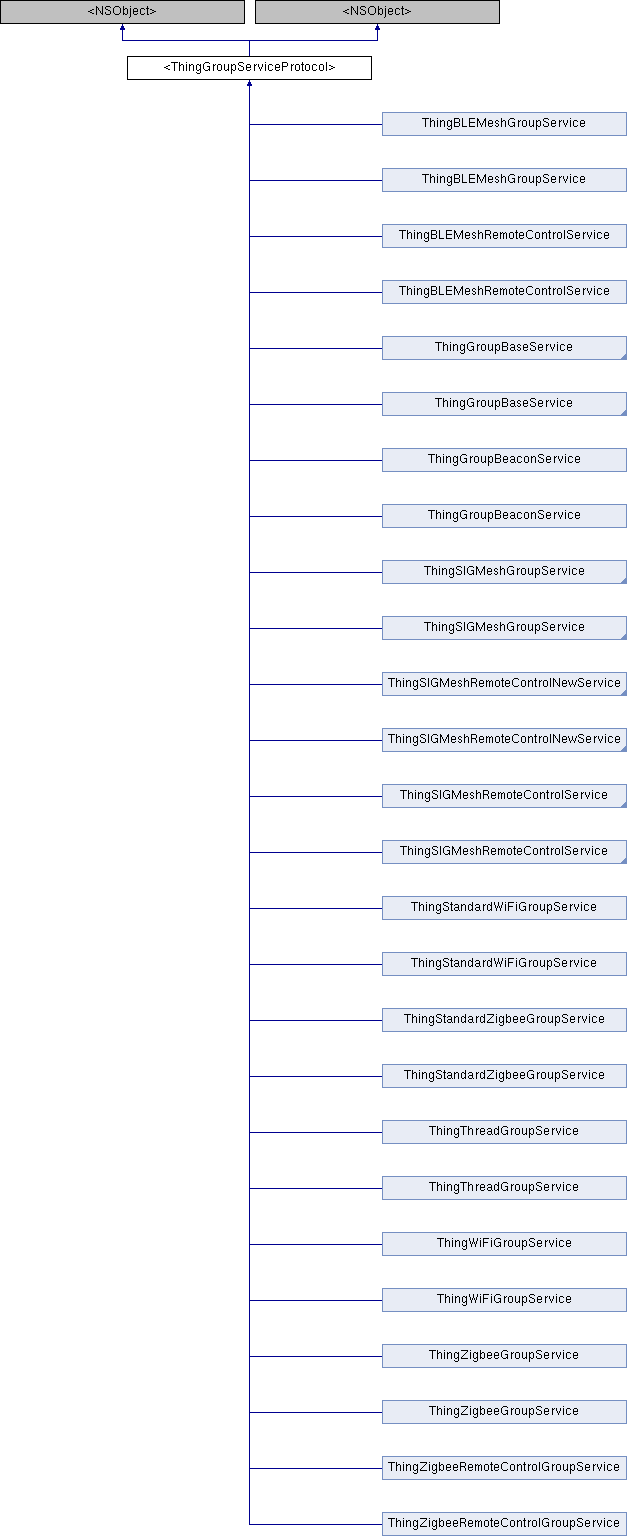 <NSObject>
<NSObject>
<ThingGroupServiceProtocol>
ThingBLEMeshGroupService
ThingBLEMeshGroupService
ThingBLEMeshRemoteControlService
ThingBLEMeshRemoteControlService
ThingGroupBaseService
ThingGroupBaseService
ThingGroupBeaconService
ThingGroupBeaconService
ThingSIGMeshGroupService
ThingSIGMeshGroupService
ThingSIGMeshRemoteControlNewService
ThingSIGMeshRemoteControlNewService
ThingSIGMeshRemoteControlService
ThingSIGMeshRemoteControlService
ThingStandardWiFiGroupService
ThingStandardWiFiGroupService
ThingStandardZigbeeGroupService
ThingStandardZigbeeGroupService
ThingThreadGroupService
ThingThreadGroupService
ThingWiFiGroupService
ThingWiFiGroupService
ThingZigbeeGroupService
ThingZigbeeGroupService
ThingZigbeeRemoteControlGroupService
ThingZigbeeRemoteControlGroupService